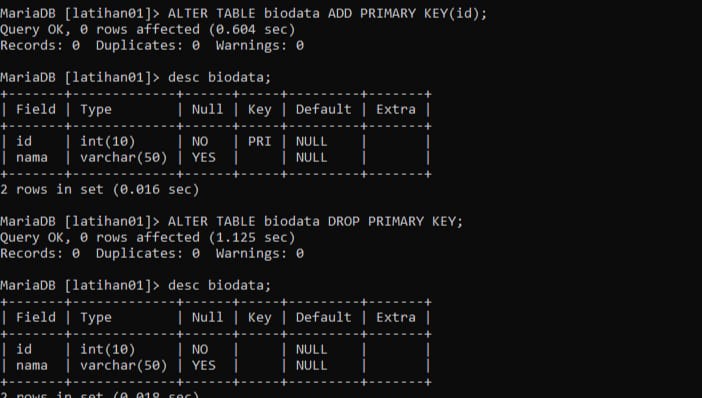 MariaDB [latihan01]> ALTER TABLE biodata ADD PRIMARY KEY(id);
Query OK, 0 rows affected (0.604 sec)
Records: 0  Duplicates: 0  Warnings: 0

MariaDB [latihan01]> desc biodata;
+-------+-------------+------+-----+---------+-------+
| Field | Type        | Null | Key | Default | Extra |
+-------+-------------+------+-----+---------+-------+
| id    | int(10)     | NO   | PRI | NULL    |       |
| nama  | varchar(50) | YES  |     | NULL    |       |
+-------+-------------+------+-----+---------+-------+
2 rows in set (0.016 sec)

MariaDB [latihan01]> ALTER TABLE biodata DROP PRIMARY KEY;
Query OK, 0 rows affected (1.125 sec)
Records: 0  Duplicates: 0  Warnings: 0

MariaDB [latihan01]> desc biodata;
+-------+-------------+------+-----+---------+-------+
| Field | Type        | Null | Key | Default | Extra |
+-------+-------------+------+-----+---------+-------+
| id    | int(10)     | NO   |     | NULL    |       |
| nama  | varchar(50) | YES  |     | NULL    |       |
+-------+-------------+------+-----+---------+-------+
2 rows in set (0.018 sec)